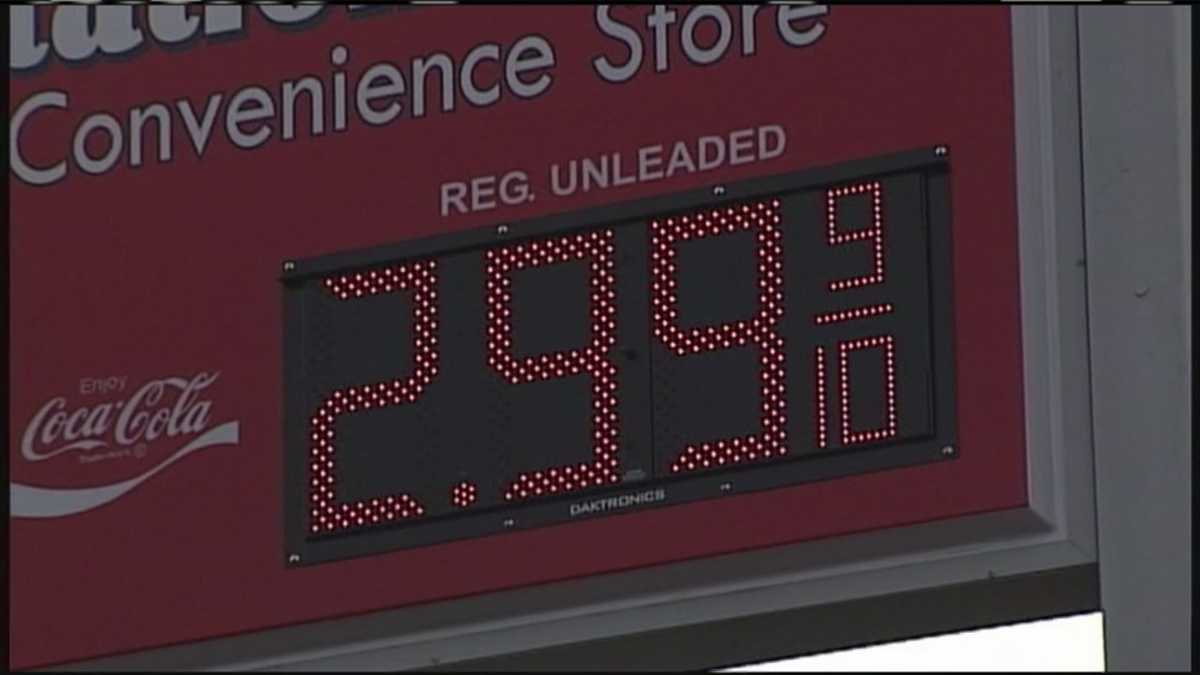 Convenience Store
REG. UNLEADED
2.99 9/10
Enjoy
Coca-Cola
DAKTRONICS